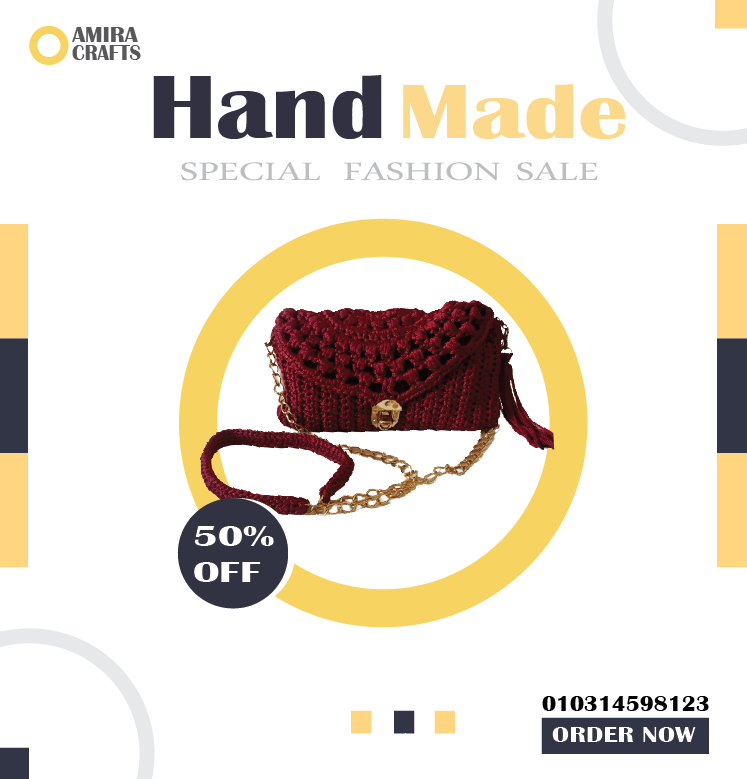 AMIRA
CRAFTS
Hand Made
SPECIAL FASHION SALE
50%
OFF
010314598123
ORDER NOW